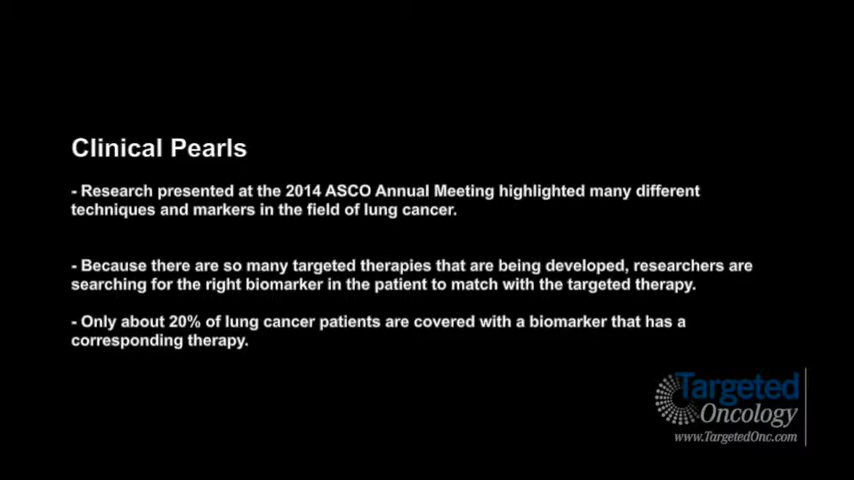 Clinical Pearls
- Research presented at the 2014 ASCO Annual Meeting highlighted many different
techniques and markers in the field of lung cancer.
- Because there are so many targeted therapies that are being developed, researchers are
searching for the right biomarker in the patient to match with the targeted therapy.
- Only about 20% of lung cancer patients are covered with a biomarker that has a
corresponding therapy.
Targeted
Oncology
www.TargetedOnc.com